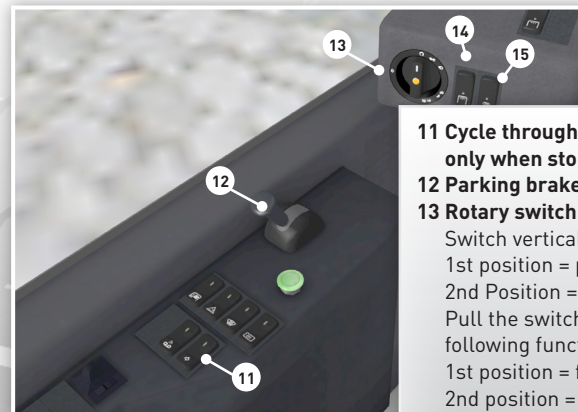 13
14
15
12
11
11 Cycle through
only when sto
12 Parking brake
13 Rotary switch
Switch vertical
1st position = p
2nd Position =
Pull the switch
following funct
1st position = f
2nd position =